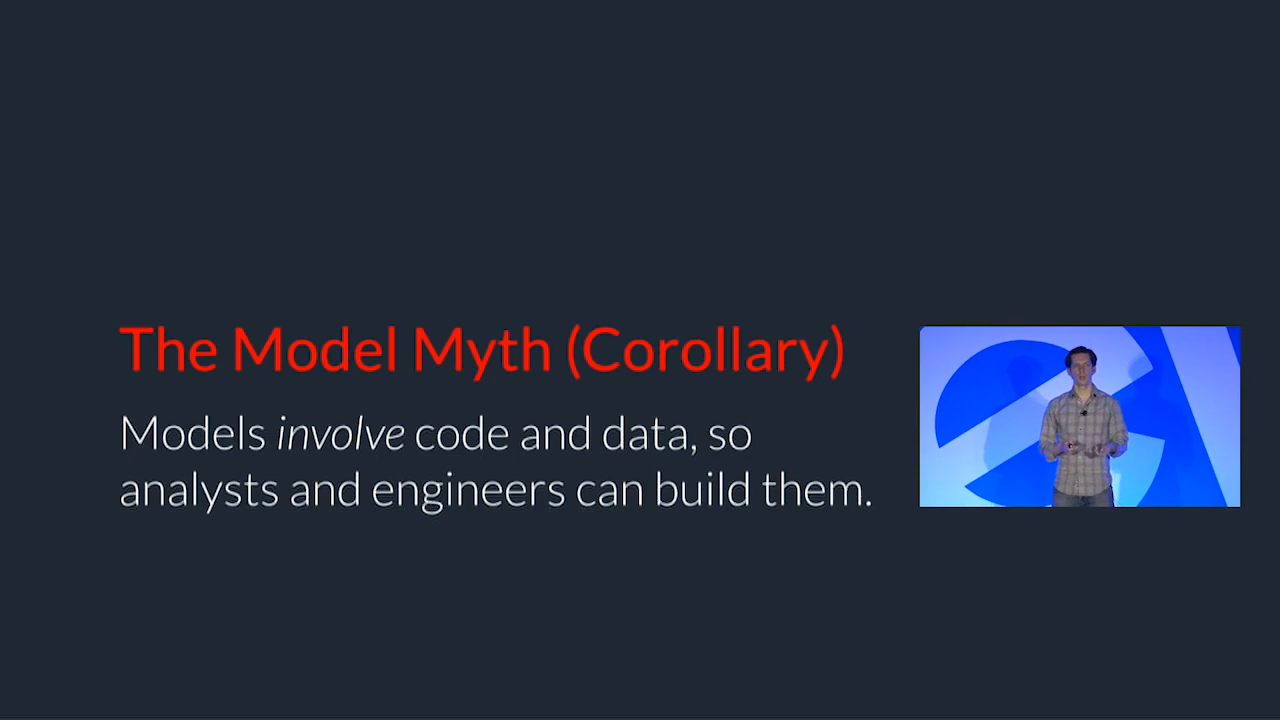 The Model Myth (Corollary)
Models involve code and data, so
analysts and engineers can build them.